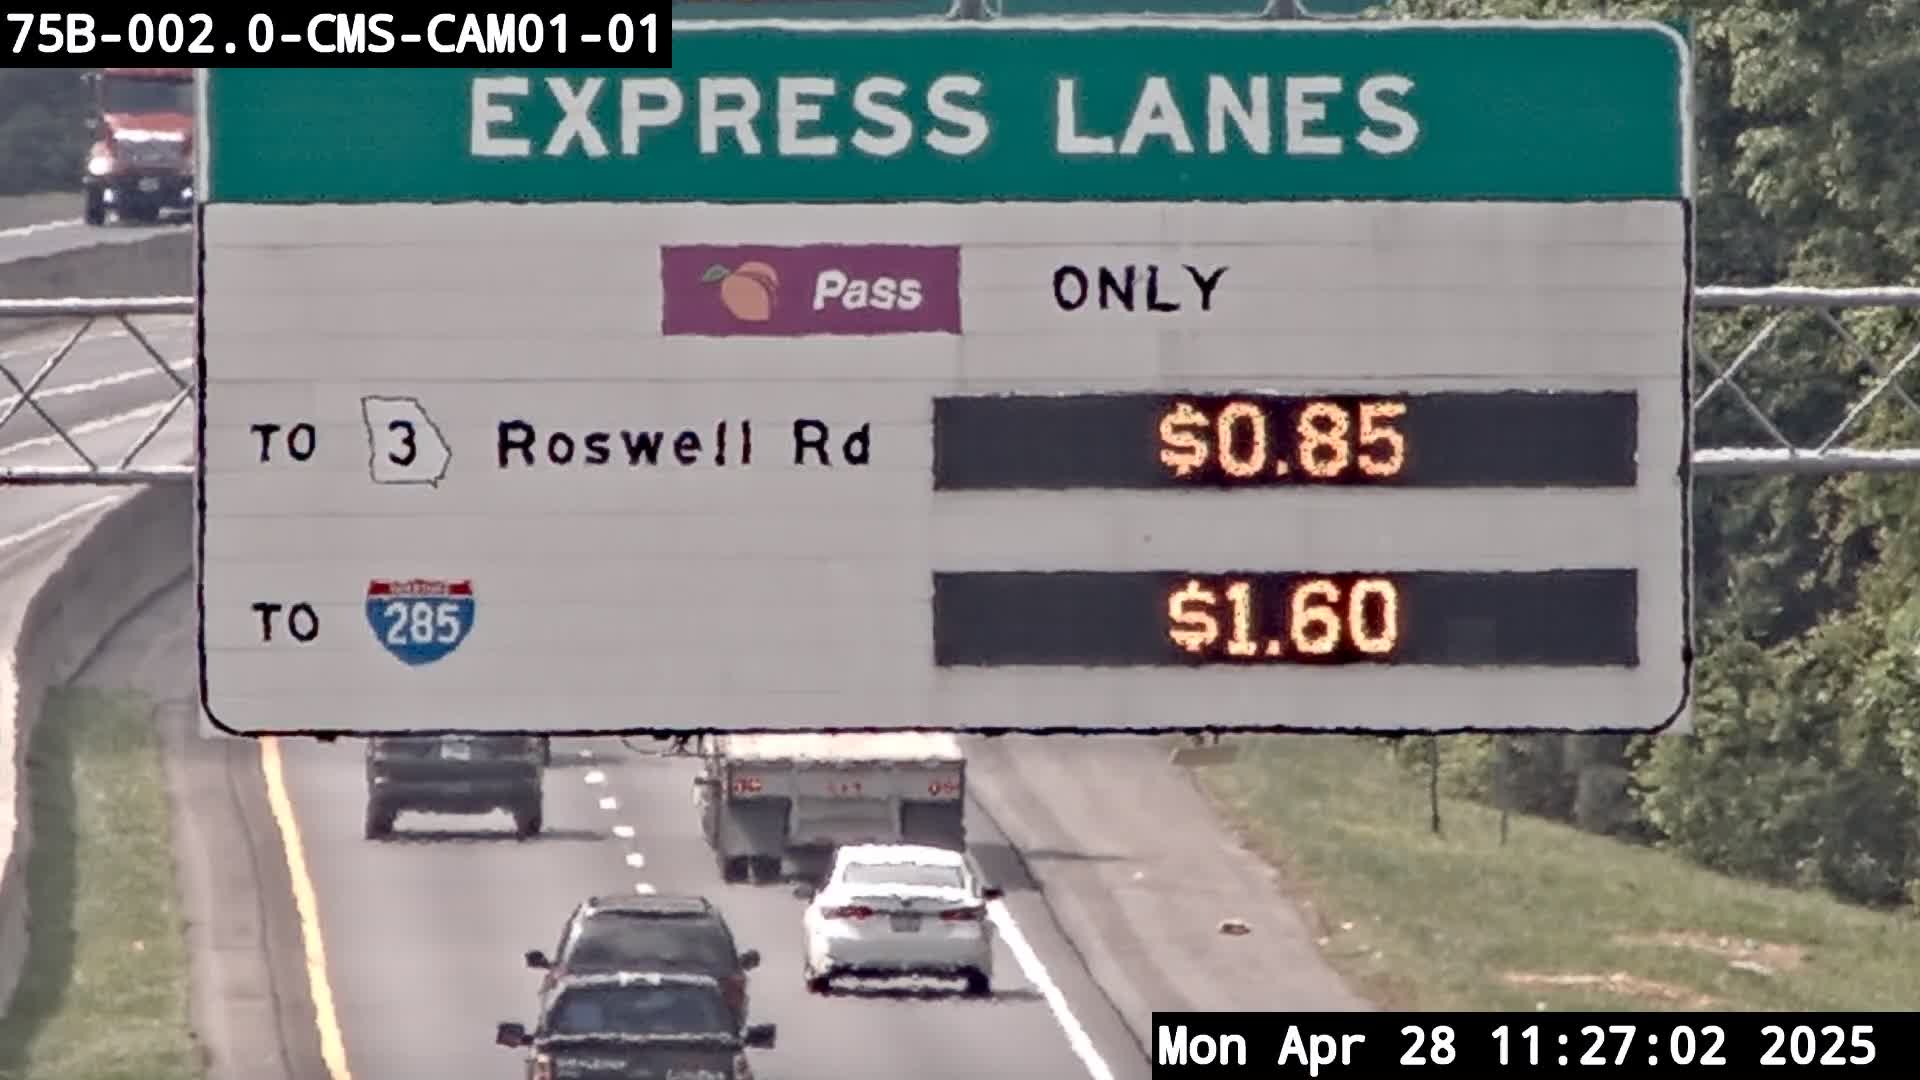 75B-002.0-CMS-CAM01-01
EXPRESS LANES
Pass ONLY
TO 3 Roswell Rd $0.85
TO 285 $1.60
Mon Apr 28 11:27:02 2025